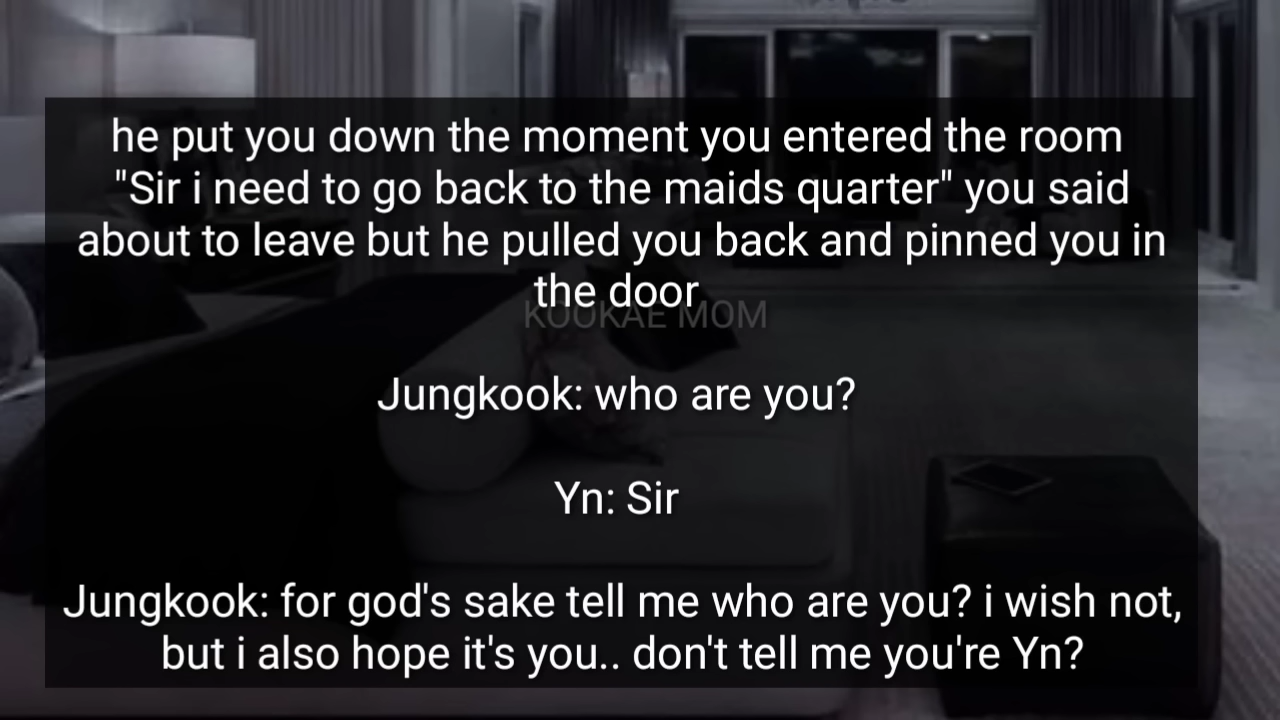 he put you down the moment you entered the room
"Sir i need to go back to the maids quarter" you said
about to leave but he pulled you back and pinned you in
the door
KOOKAE MOM
Jungkook: who are you?
Yn: Sir
Jungkook: for god's sake tell me who are you? i wish not,
but i also hope it's you.. don't tell me you're Yn?